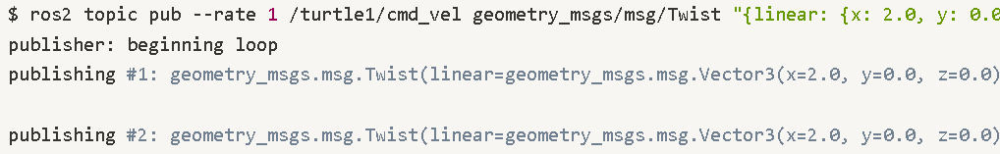 $ ros2 topic pub --rate 1 /turtle1/cmd_vel geometry_msgs/msg/Twist "{linear: {x: 2.0, y: 0.0
publisher: beginning loop
publishing #1: geometry_msgs.msg.Twist(linear=geometry_msgs.msg.Vector3(x=2.0, y=0.0, z=0.0)
publishing #2: geometry_msgs.msg.Twist(linear=geometry_msgs.msg.Vector3(x=2.0, y=0.0, z=0.0)